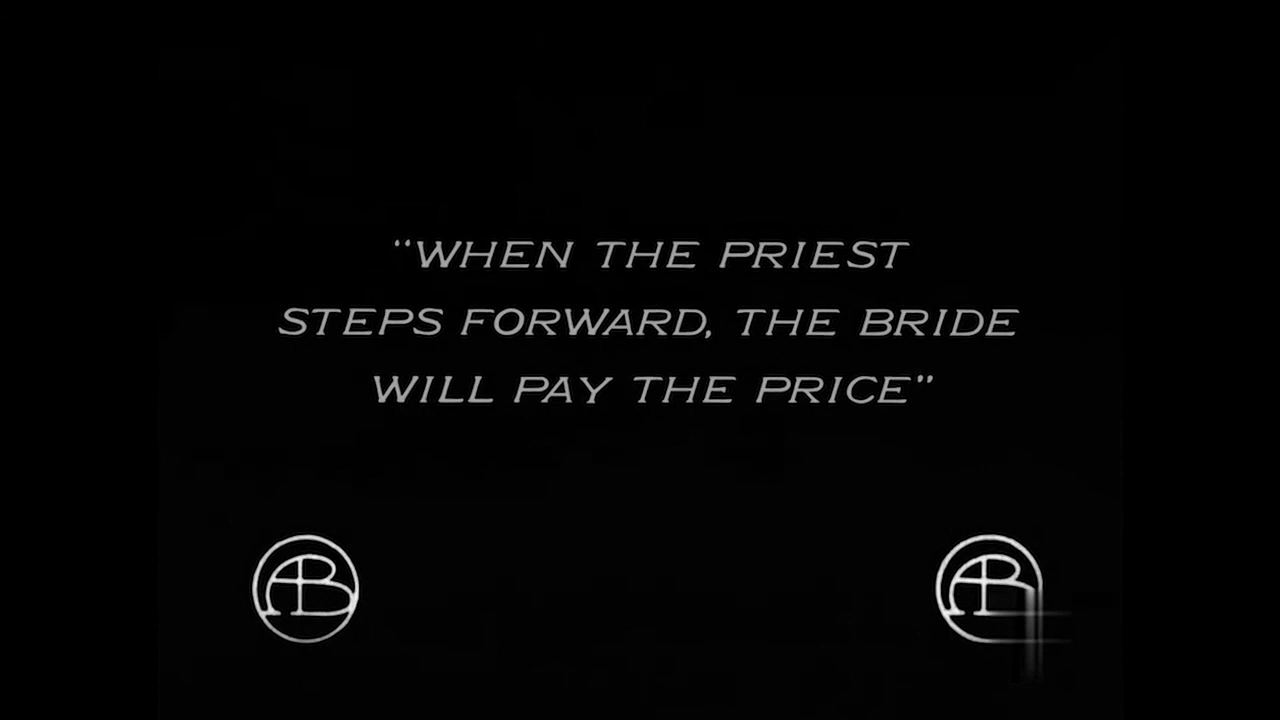 “WHEN THE PRIEST
STEPS FORWARD, THE BRIDE
WILL PAY THE PRICE”
AB AB